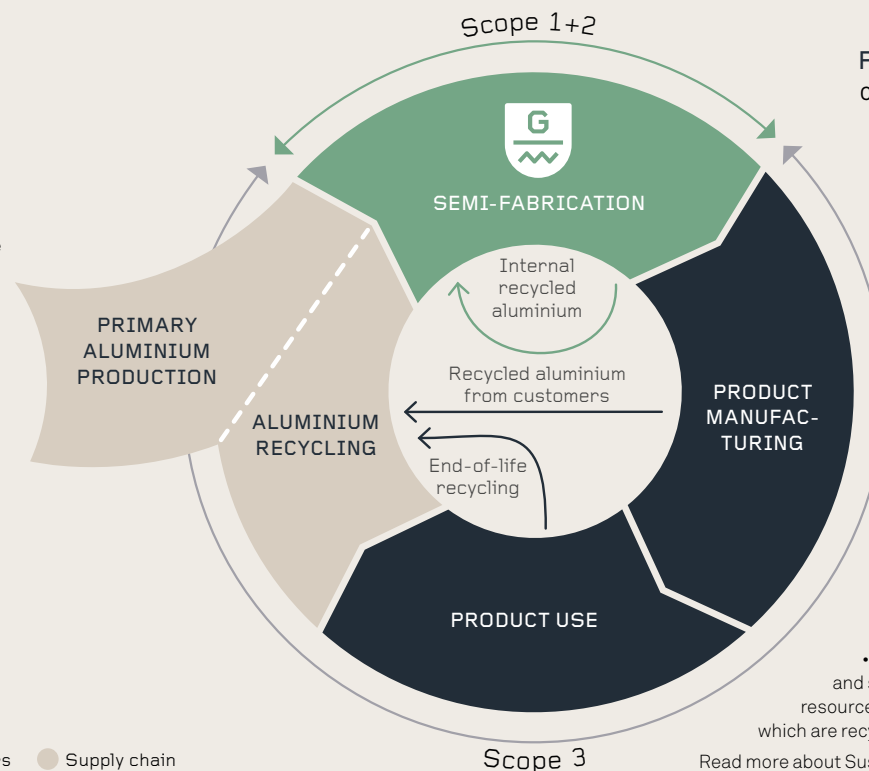 Scope 1+2
G
SEMI-FABRICATION
Internal
recycled
aluminium
PRIMARY
ALUMINIUM
PRODUCTION
Recycled aluminium
from customers
PRODUCT
MANUFAC-
TURING
ALUMINIUM
RECYCLING
End-of-life
recycling
PRODUCT USE
Scope 3
Supply chain
and
resource
which are
Read more about